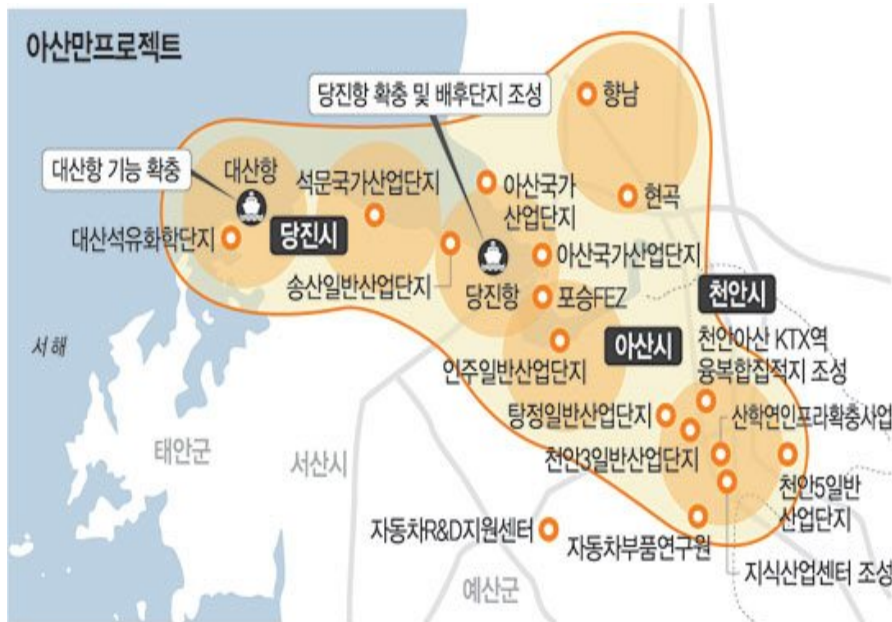 아산만프로젝트
당진항 확충 및 배후단지 조성
향남
대산항 기능 확충
대산항
석문국가산업단지
아산국가
산업단지
현곡
대산석유화학단지
당진시
아산국가산업단지
송산일반산업단지
당진항
포승FEZ
천안시
서해
인주일반산업단지
아산시
천안아산 KTX역
융복합집적지 조성
탕정일반산업단지
산학연인프라확충사업
태안군
서산시
천안3일반산업단지
천안5일반
산업단지
자동차R&D지원센터
자동차부품연구원
지식산업센터 조성
예산군